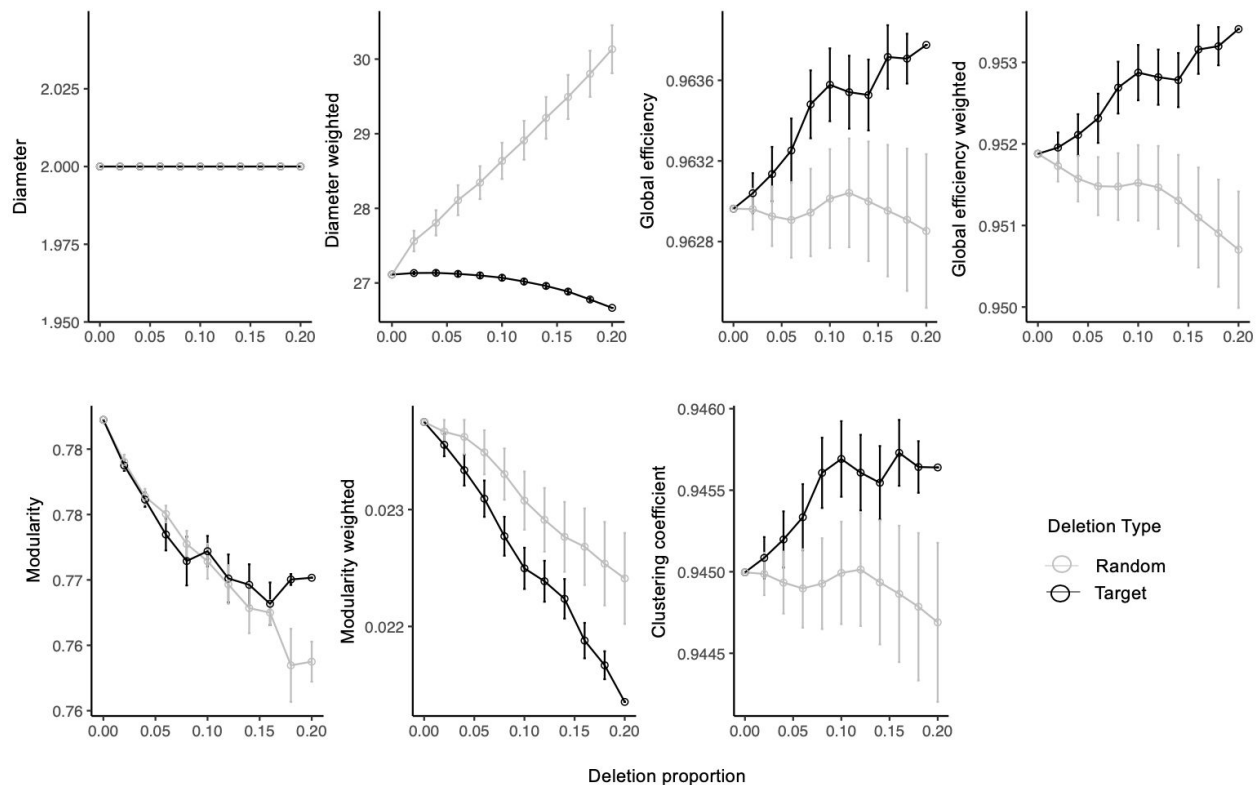 Diameter
2.025
2.000
1.975
1.950
0.00 0.05 0.10 0.15 0.20
Diameter weighted
30
29
28
27
0.00 0.05 0.10 0.15 0.20
Global efficiency
0.9636
0.9632
0.9628
0.00 0.05 0.10 0.15 0.20
Global efficiency weighted
0.953
0.952
0.951
0.950
0.00 0.05 0.10 0.15 0.20
Modularity
0.78
0.78
0.77
0.76
0.76
0.00 0.05 0.10 0.15 0.20
Modularity weighted
0.023
0.022
0.00 0.05 0.10 0.15 0.20
Clustering coefficient
0.9460
0.9455
0.9450
0.9445
0.00 0.05 0.10 0.15 0.20
Deletion Type
Random
Target
Deletion proportion